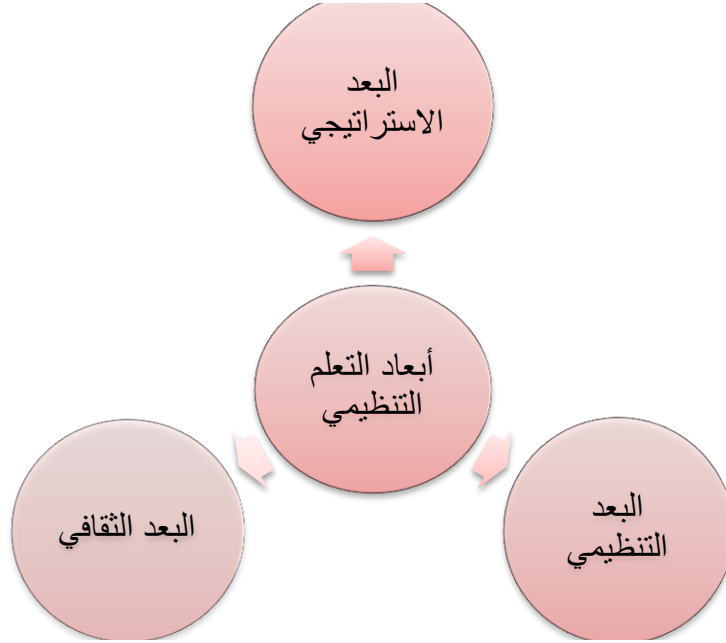 البعد
الاستراتيجي
أبعاد التعلم
التنظيمي
البعد
التنظيمي
البعد الثقافي